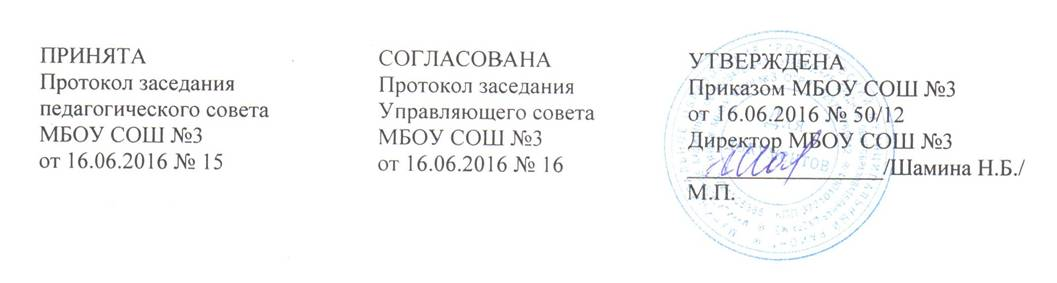 ПРИНЯТА
Протокол заседания
педагогического совета
МБОУ СОШ №3
от 16.06.2016 № 15
СОГЛАСОВАНА
Протокол заседания
Управляющего совета
МБОУ СОШ №3
от 16.06.2016 № 16
УТВЕРЖДЕНА
Приказом МБОУ СОШ №3
от 16.06.2016 № 50/12
Директор МБОУ СОШ №3
/Шамина Н.Б./
М.П.